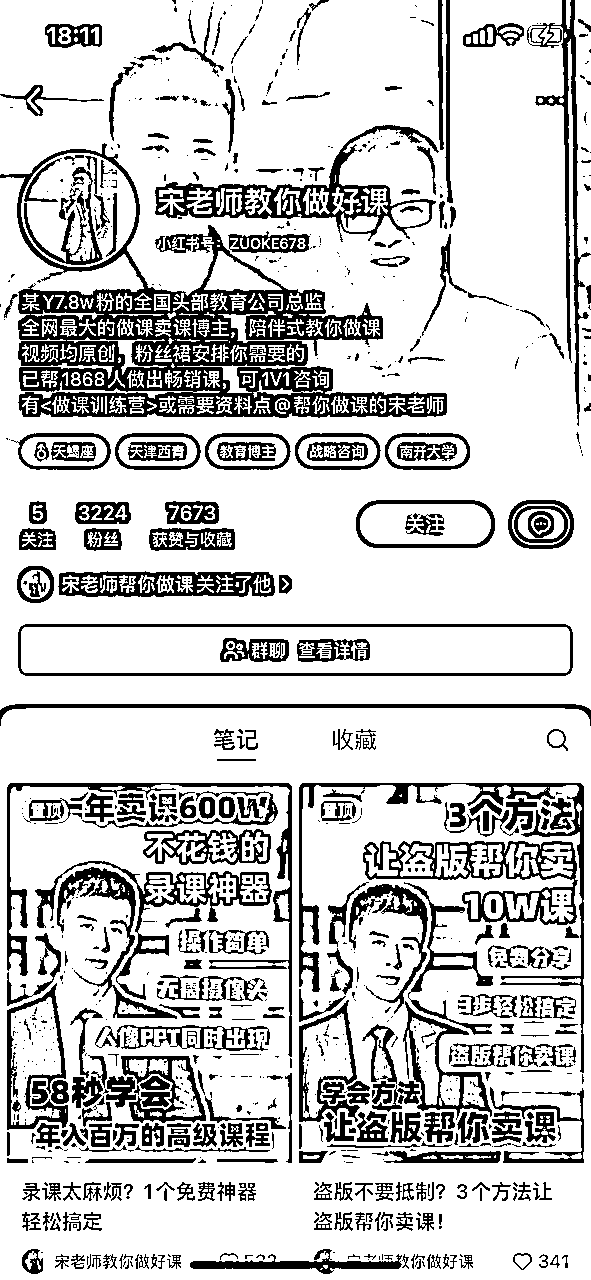 18:11
宋老师教你做好课
小红书号：ZUOKE678
某Y7.8w粉的全国头部教育公司总监
全网最大的做课卖课博主，陪伴式教你做课
视频均原创，粉丝裙安排你需要的
已帮1868人做出畅销课，可1V1咨询
有<做课训练营>或需要资料点@帮你做课的宋老师
天蝎座 天津西青 教育博主 战略咨询 南开大学
5 3224 7673
关注 粉丝 获赞与收藏
关注
宋老师帮你做课 关注了他
群聊 查看详情
笔记 收藏
置顶
一年卖课600W
不花钱的
录课神器
操作简单
无需摄像头
人像PPT同时出现
58秒学会
年入百万的高级课程
录课太麻烦？1个免费神器
轻松搞定
宋老师教你做好课 532
置顶
3个方法
让盗版帮你卖
10W课
免费分享
3步轻松搞定
盗版帮你卖课
学会方法
让盗版帮你卖课
盗版不要抵制？3个方法让
盗版帮你卖课！
宋老师教你做好课 341